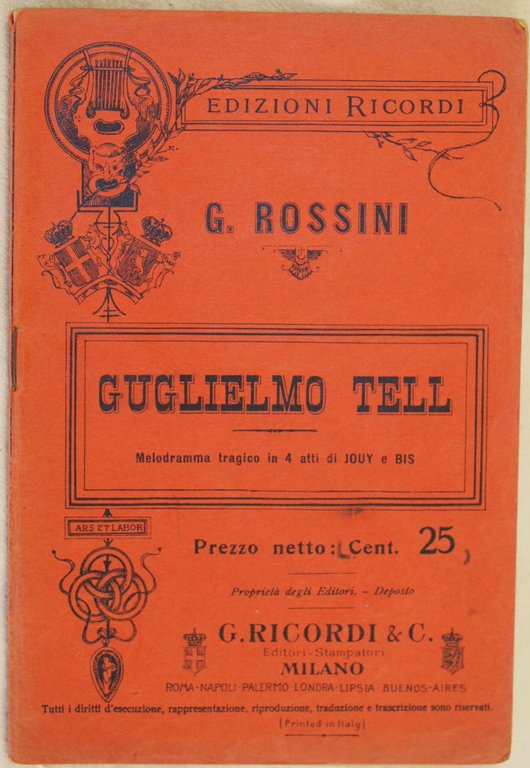 EDIZIONI RICORDI
G. ROSSINI
GUGLIELMO TELL
Melodramma tragico in 4 atti di JOUY e BIS
ARS ET LABOR
Prezzo netto: Cent. 25
Proprietà degli Editori. - Deposto
G. RICORDI & C.
Editori-Stampatori
MILANO
ROMA-NAPOLI-PALERMO-LONDRA-LIPSIA-BUENOS-AIRES
Tutti i diritti d'esecuzione, rappresentazione, riproduzione, traduzione e trascrizione sono riservati.
(Printed in Italy)